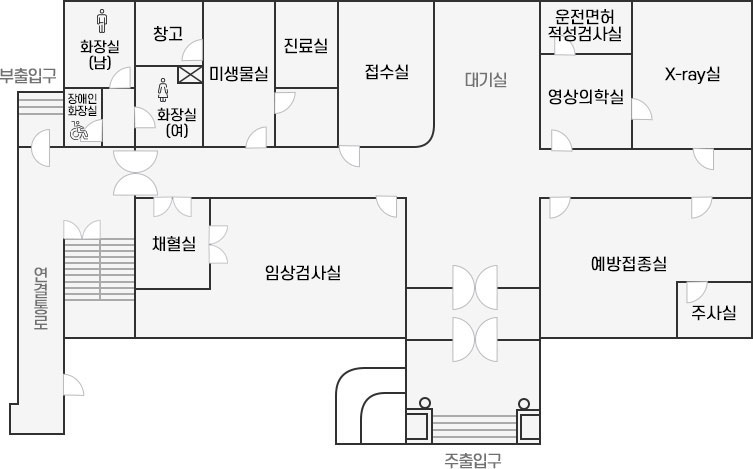 화장실
(남)
창고
미생물실
진료실
접수실
대기실
운전면허
적성검사실
X-ray실
부출입구
장애인
화장실
화장실
(여)
영상의학실
채혈실
임상검사실
예방접종실
주사실
연결통로
주출입구